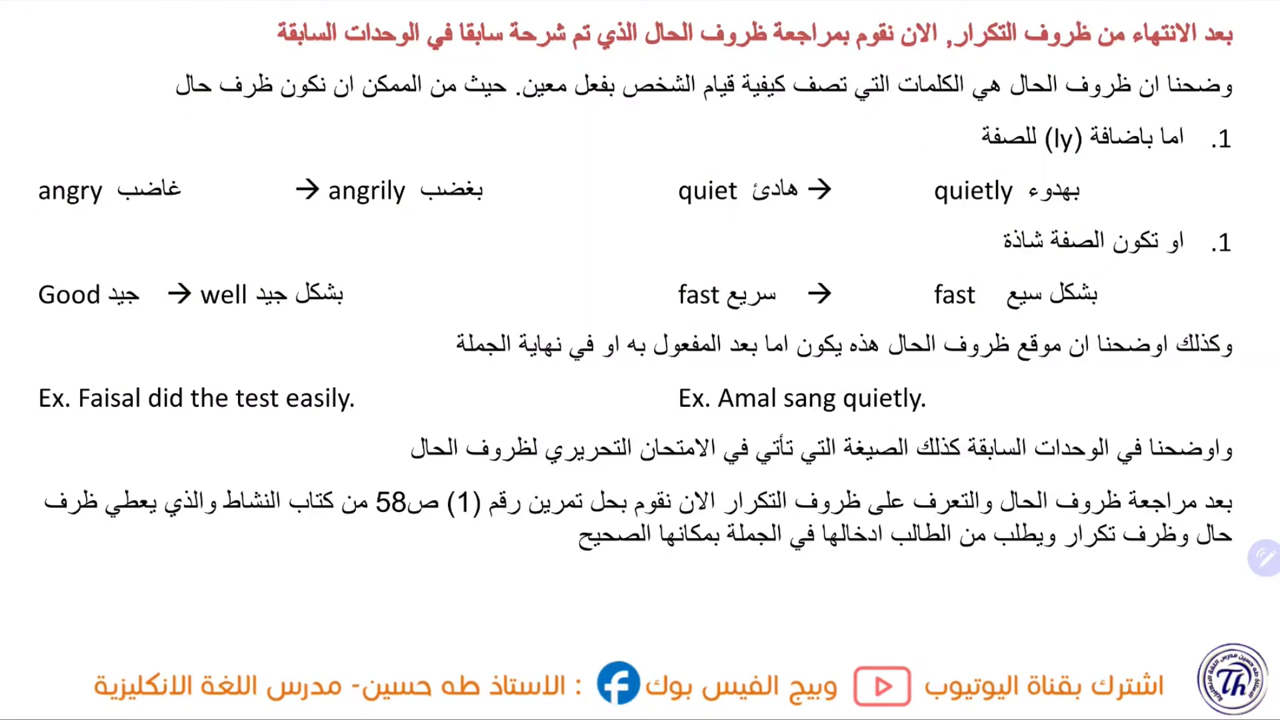 بعد الانتهاء من ظروف التكرار, الان نقوم بمراجعة ظروف الحال الذي تم شرحة سابقا في الوحدات السابقة
وضحنا ان ظروف الحال هي الكلمات التي تصف كيفية قيام الشخص بفعل معين. حيث من الممكن ان نكون ظرف حال
1. اما باضافة (ly) للصفة
angry غاضب → angrily بغضب quiet هادئ → quietly بهدوء
1. او تكون الصفة شاذة
Good جيد → well بشكل جيد fast سريع → fast بشكل سيع
وكذلك اوضحنا ان موقع ظروف الحال هذه يكون اما بعد المفعول به او في نهاية الجملة
Ex. Faisal did the test easily. Ex. Amal sang quietly.
واوضحنا في الوحدات السابقة كذلك الصيغة التي تأتي في الامتحان التحريري لظروف الحال
بعد مراجعة ظروف الحال والتعرف على ظروف التكرار الان نقوم بحل تمرين رقم (1) ص58 من كتاب النشاط والذي يعطي ظرف
حال وظرف تكرار ويطلب من الطالب ادخالها في الجملة بمكانها الصحيح
اشترك بقناة اليوتيوب وبيج الفيس بوك : الاستاذ طه حسين- مدرس اللغة الانكليزية
Th